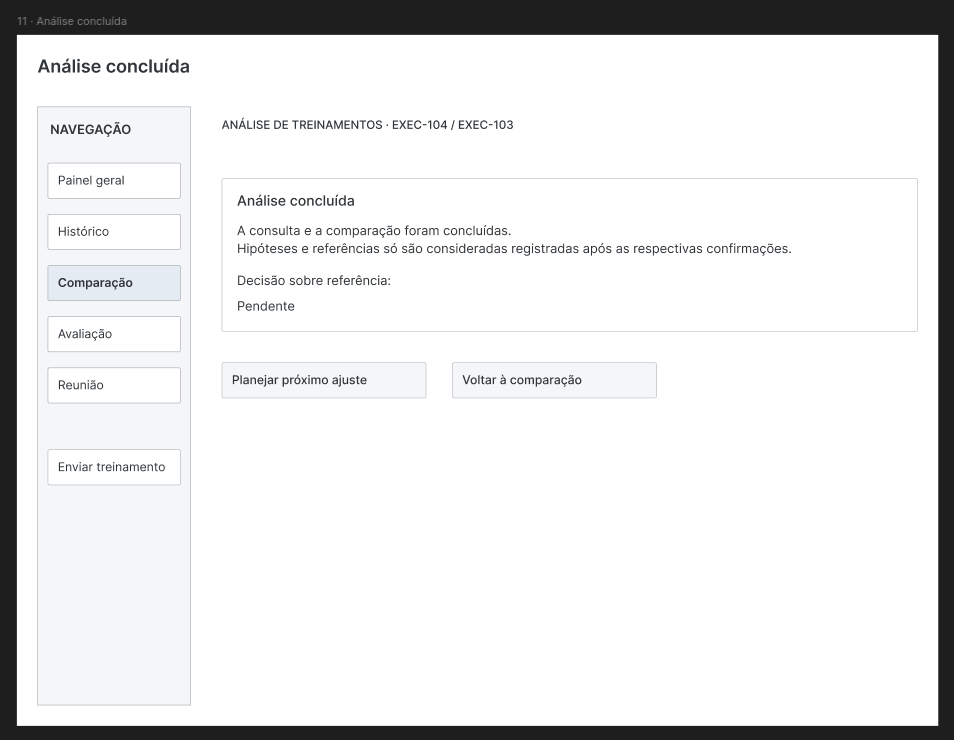 11 · Análise concluída
Análise concluída
NAVEGAÇÃO
Painel geral
Histórico
Comparação
Avaliação
Reunião
Enviar treinamento
ANÁLISE DE TREINAMENTOS · EXEC-104 / EXEC-103
Análise concluída
A consulta e a comparação foram concluídas.
Hipóteses e referências só são consideradas registradas após as respectivas confirmações.
Decisão sobre referência:
Pendente
Planejar próximo ajuste
Voltar à comparação